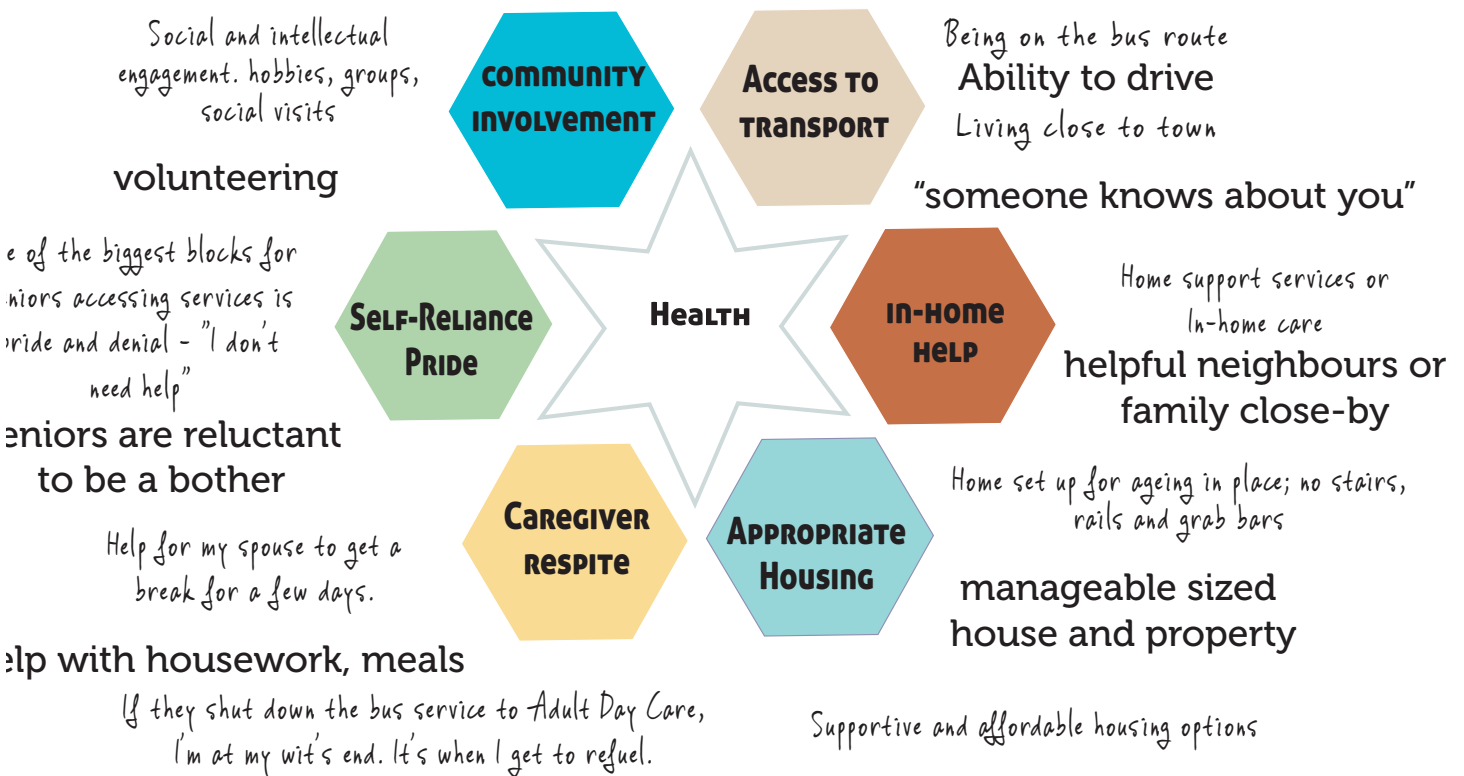 Social and intellectual
engagement. hobbies, groups,
social visits
volunteering
community
involvement
Access to
transport
Being on the bus route
Ability to drive
Living close to town
“someone knows about you”
e of the biggest blocks for
niors accessing services is
pride and denial - "I don't
need help"
eniors are reluctant
to be a bother
Self-Reliance
Pride
Health
in-home
help
Home support services or
In-home care
helpful neighbours or
family close-by
Help for my spouse to get a
break for a few days.
elp with housework, meals
If they shut down the bus service to Adult Day Care,
I'm at my wit's end. It's when I get to refuel.
Caregiver
respite
Appropriate
Housing
Home set up for ageing in place; no stairs,
rails and grab bars
manageable sized
house and property
Supportive and affordable housing options